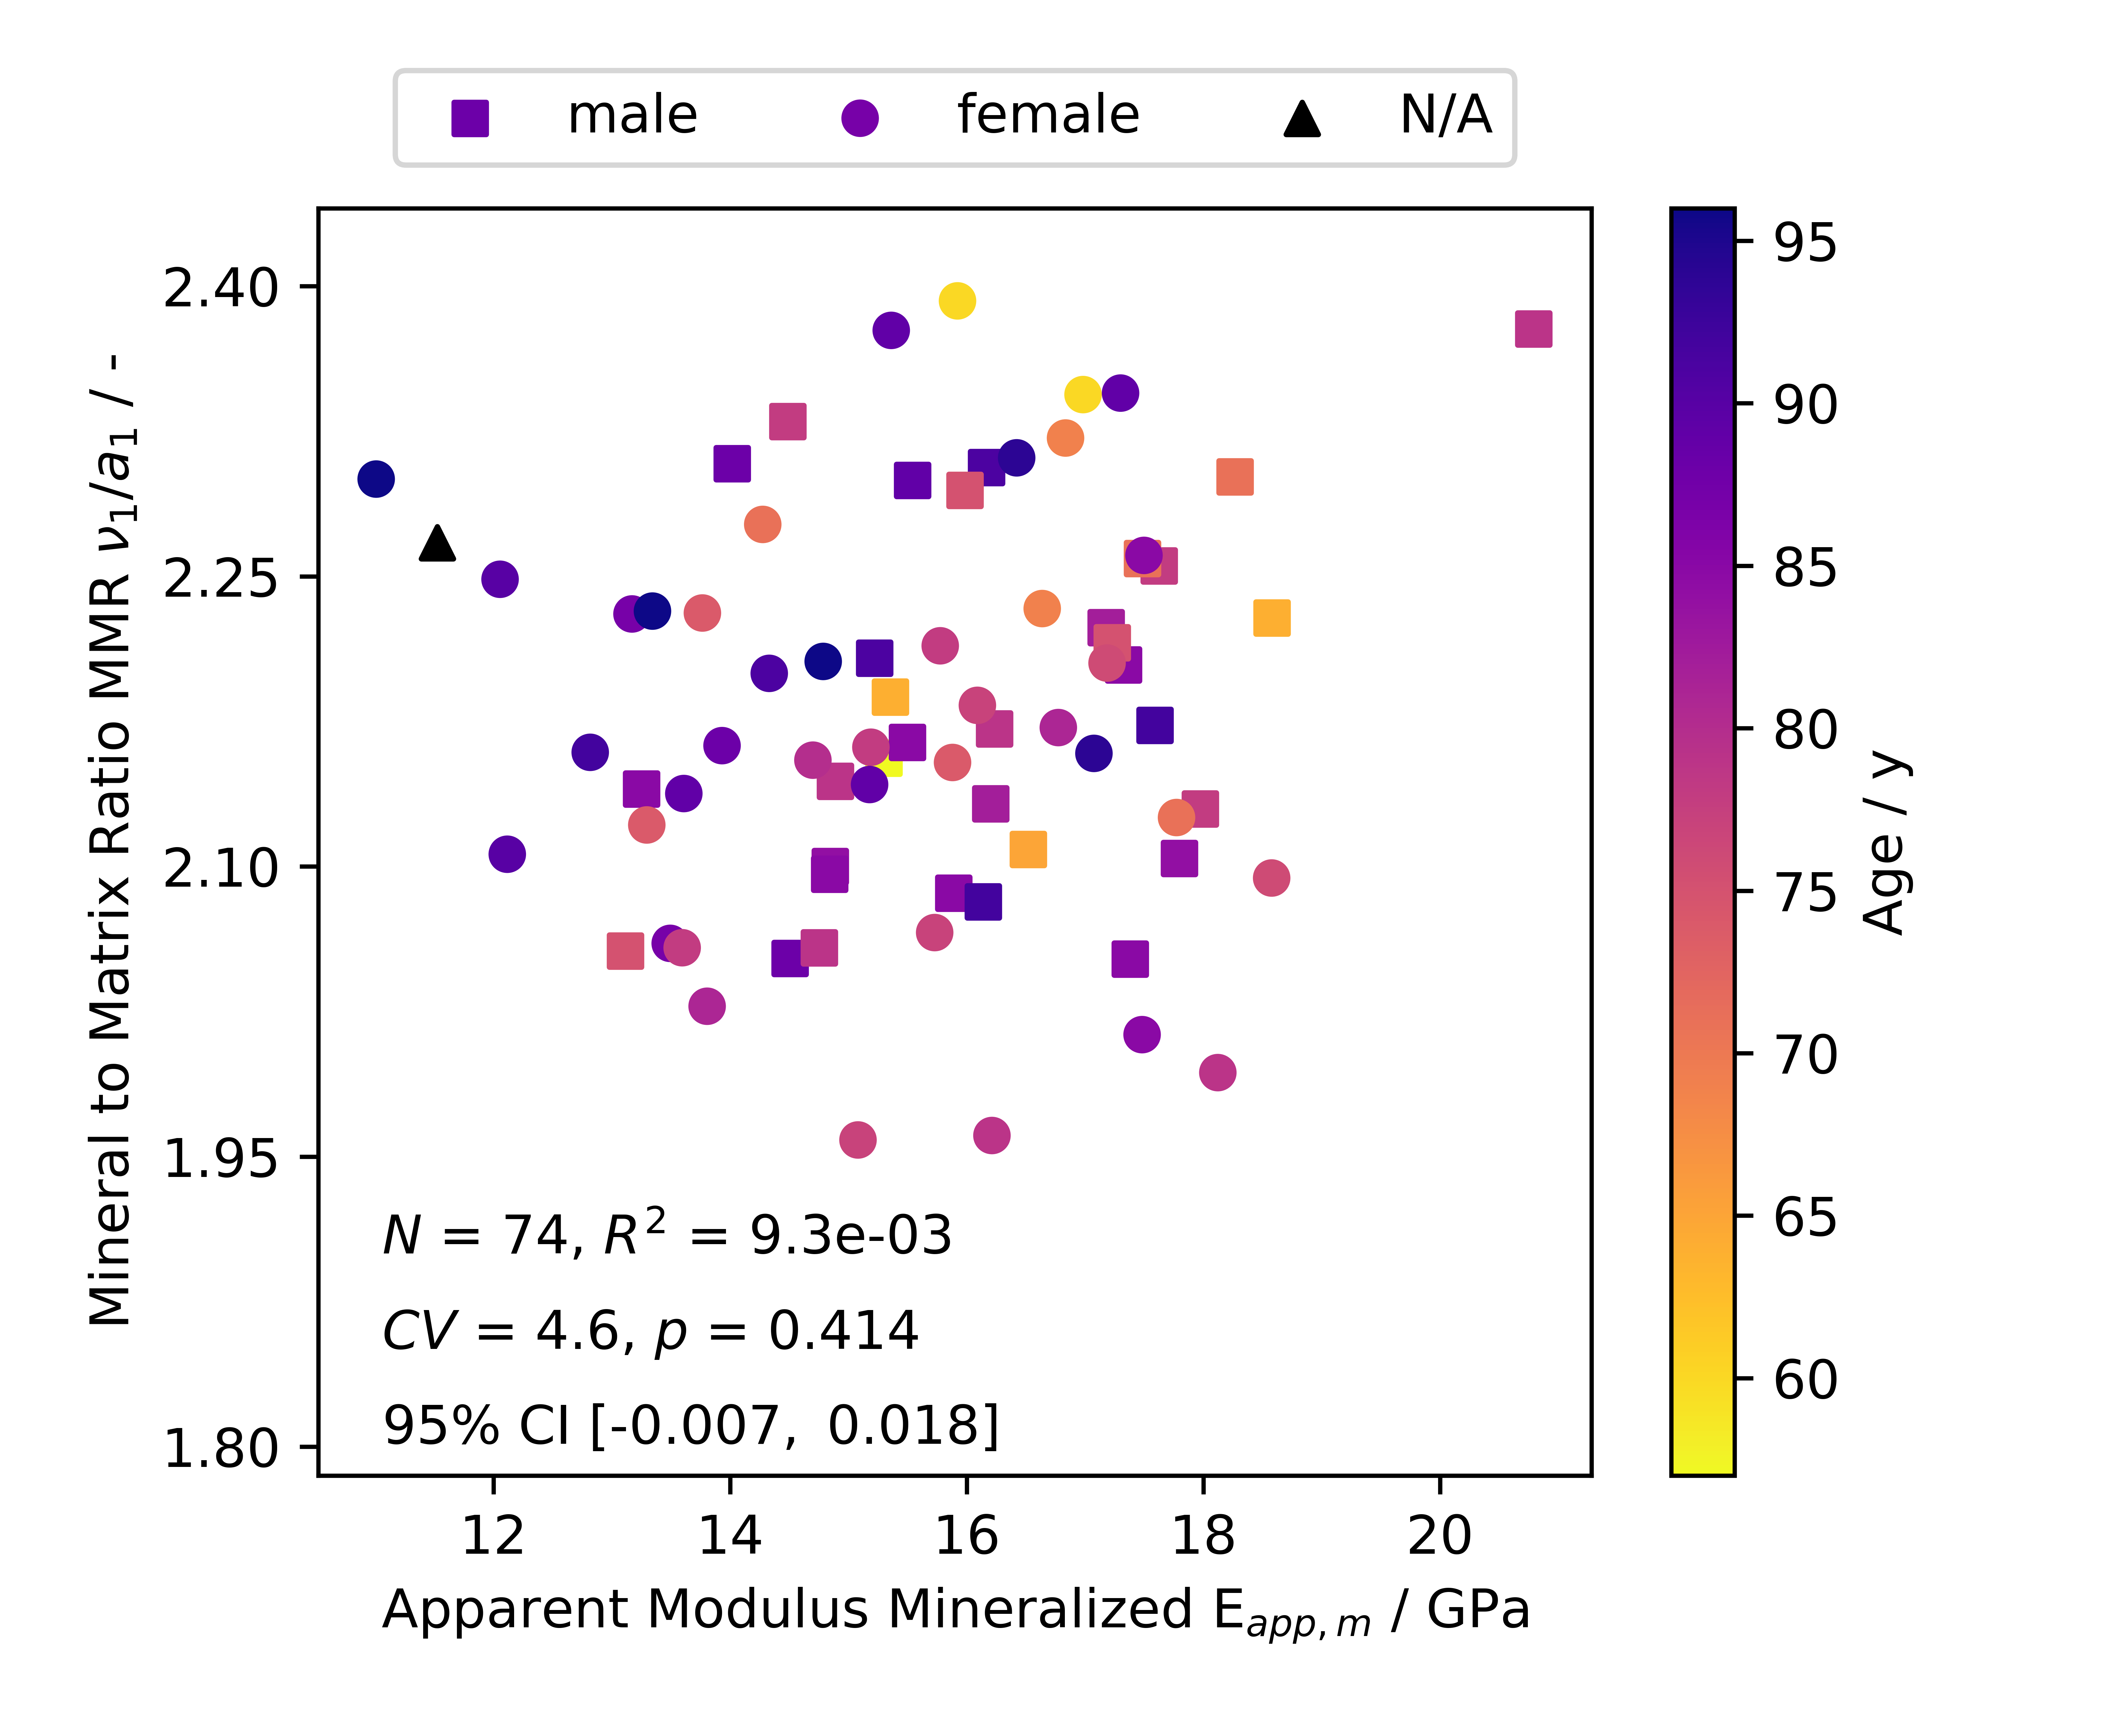 male female N/A
Mineral to Matrix Ratio MMR ν₁/a₁ / -
2.40
2.25
2.10
1.95
1.80
N = 74, R² = 9.3e-03
CV = 4.6, p = 0.414
95% CI [-0.007, 0.018]
12 14 16 18 20
Apparent Modulus Mineralized E_app,m / GPa
95
90
85
80
75
70
65
60
Age / y